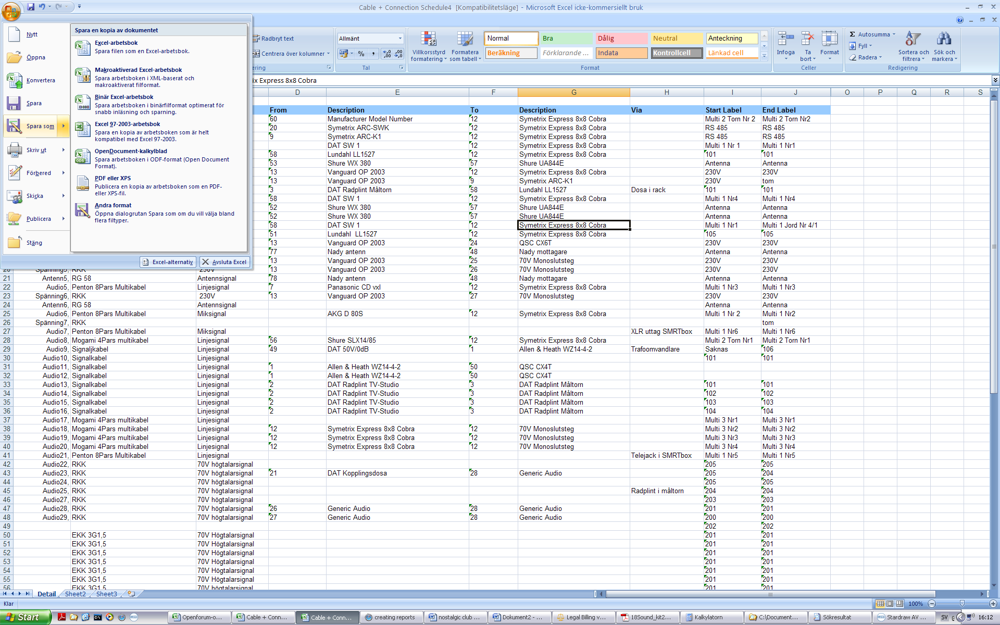 Cable + Connection Schedule4 [Kompatibilitetsläge] - Microsoft Excel icke-kommersiellt bruk
Nytt
Öppna
Konvertera
Spara
Spara som
Skriv ut
Förbered
Skicka
Publicera
Stäng
Spara en kopia av dokumentet
Excel-arbetsbok
Spara filen som en Excel-arbetsbok.
Makroaktiverad Excel-arbetsbok
Spara arbetsboken i XML-baserat och
makroaktiverat filformat.
Binär Excel-arbetsbok
Spara arbetsboken i binärfilformat optimerat för
snabb inläsning och sparning.
Excel 97-2003-arbetsbok
Spara en kopia av arbetsboken som är helt
kompatibel med Excel 97-2003.
OpenDocument-kalkylblad
Spara arbetsboken i ODF-format (Open Document
Format).
PDF eller XPS
Publicera en kopia av arbetsboken som en PDF-
eller XPS-fil.
Andra format
Öppna dialogrutan Spara som om du vill välja bland
flera filtyper.
Excel-alternativ Avsluta Excel
Radbryt text
Centrera över kolumner
ering
Allmänt
% ,
Tal
Villkorsstyrd formatering
Formatera som tabell
Normal Bra Dålig Neutral Anteckning
Beräkning Förklarande ... Indata Kontrollcell Länkad cell
Format
Infoga Ta bort Format
Celler
Σ Autosumma
Fyll
Radera
Sortera och filtrera
Sök och markera
Redigering
x Express 8x8 Cobra
D E F G H I J O P Q R S
From Description To Description Via Start Label End Label
60 Manufacturer Model Number 12 Symetrix Express 8x8 Cobra Multi 2 Torn Nr 2 Multi 2 Torn Nr2
20 Symetrix ARC-SWK 12 Symetrix Express 8x8 Cobra RS 485 RS 485
9 Symetrix ARC-K1 12 Symetrix Express 8x8 Cobra RS 485 RS 485
DAT SW 1 12 Symetrix Express 8x8 Cobra Multi 1 Nr 1 Multi 1 Nr1
58 Lundahl LL1527 12 Symetrix Express 8x8 Cobra 101 101
53 Shure WX 380 57 Shure UA844E Antenna Antenna
13 Vanguard OP 2003 12 Symetrix Express 8x8 Cobra 230V 230V
13 Vanguard OP 2003 9 Symetrix ARC-K1 230V tom
3 DAT Radplint Måltorn 58 Lundahl LL1527 Dosa i rack 101 101
58 DAT SW 1 12 Symetrix Express 8x8 Cobra Multi 1 Nr4 Multi 1 Nr4
52 Shure WX 380 57 Shure UA844E Antenna Antenna
52 Shure WX 380 57 Shure UA844E Antenna Antenna
58 DAT SW 1 12 Symetrix Express 8x8 Cobra Multi 1 Nr1 Multi 1 Jord Nr 4/1
51 Lundahl LL1527 12 Symetrix Express 8x8 Cobra 105 105
13 Vanguard OP 2003 24 QSC CX6T 230V 230V
77 Nady antenn 48 Nady mottagare Antenna Antenna
13 Vanguard OP 2003 25 70V Monoslutsteg 230V 230V
20 Spänning5, RKK 230V 13 Vanguard OP 2003 26 70V Monoslutsteg 230V 230V
21 Antenn5, RG 58 Antennsignal 78 Nady antenn 48 Nady mottagare Antenna Antenna
22 Audio5, Penton 8Pars Multikabel Linjesignal 7 Panasonic CD vxl 12 Symetrix Express 8x8 Cobra Multi 1 Nr3 Multi 1 Nr3
23 Spänning6, RKK 230V 13 Vanguard OP 2003 27 70V Monoslutsteg 230V 230V
24 Antenn6, RG 58 Antennsignal Antenna Antenna
25 Audio6, Penton 8Pars Multikabel Miksignal AKG D 80S 12 Symetrix Express 8x8 Cobra Multi 1 Nr 2 Multi 1 Nr2
26 Spänning7, RKK tom
27 Audio7, Penton 8Pars Multikabel Miksignal XLR uttag SMRTbox Multi 1 Nr6 Multi 1 Nr6
28 Audio8, Mogami 4Pars multikabel Linjesignal 56 Shure SLX14/85 12 Symetrix Express 8x8 Cobra Multi 2 Torn Nr1 Multi 2 Torn Nr1
29 Audio9, Signaljkabel Linjesignal 49 DAT 50V/0dB 1 Allen & Heath WZ14-4-2 Trafoomvandlare Saknas 106
30 Audio10, Signalkabel Linjesignal 101 101
31 Audio11, Signalkabel Linjesignal 1 Allen & Heath WZ14-4-2 50 QSC CX4T
32 Audio12, Signalkabel Linjesignal 1 Allen & Heath WZ14-4-2 50 QSC CX4T
33 Audio13, Signalkabel Linjesignal 2 DAT Radplint TV-Studio 3 DAT Radplint Måltorn 101 101
34 Audio14, Signalkabel Linjesignal 2 DAT Radplint TV-Studio 3 DAT Radplint Måltorn 102 102
35 Audio15, Signalkabel Linjesignal 2 DAT Radplint TV-Studio 3 DAT Radplint Måltorn 103 103
36 Audio16, Signalkabel Linjesignal 2 DAT Radplint TV-Studio 3 DAT Radplint Måltorn 104 104
37 Audio17, Mogami 4Pars multikabel Linjesignal Multi 3 Nr1 Multi 3 Nr1
38 Audio18, Mogami 4Pars multikabel Linjesignal 12 Symetrix Express 8x8 Cobra 12 70V Monoslutsteg Multi 3 Nr2 Multi 3 Nr2
39 Audio19, Mogami 4Pars multikabel Linjesignal 12 Symetrix Express 8x8 Cobra 12 70V Monoslutsteg Multi 3 Nr3 Multi 3 Nr3
40 Audio20, Mogami 4Pars multikabel Linjesignal 12 Symetrix Express 8x8 Cobra 12 70V Monoslutsteg Multi 3 Nr4 Multi 3 Nr4
41 Audio21, Penton 8Pars Multikabel Linjesignal Telejack i SMRTbox Multi 1 Nr5 Multi 1 Nr5
42 Audio22, RKK 70V högtalarsignal 205 205
43 Audio23, RKK 70V högtalarsignal 21 DAT Kopplingsdosa 28 Generic Audio 205 204
44 Audio24, RKK 70V högtalarsignal 205 205
45 Audio25, RKK 70V högtalarsignal Radplint i måltorn 204 204
46 Audio27, RKK 70V högtalarsignal 203 203
47 Audio28, RKK 70V högtalarsignal 26 Generic Audio 28 Generic Audio 201 201
48 Audio29, RKK 70V högtalarsignal 27 Generic Audio 28 Generic Audio 200 200
49 202 202
50 EKK 3G1,5 70V Högtalarsignal 201 201
51 EKK 3G1,5 70V Högtalarsignal 201 201
52 EKK 3G1,5 70V Högtalarsignal 201 201
53 EKK 3G1,5 70V Högtalarsignal 201 201
54 EKK 3G1,5 70V Högtalarsignal 201 201
55 EKK 3G1,5 70V Högtalarsignal 201 201
56 EKK 3G1,5 70V Högtalarsignal 201 201
Detail Sheet2 Sheet3
Klar 100%
Start Openforum-o... Cable + Conn... Cable + Conn... creating reports nostalgic club ... Dokument2 - ... Legal Billing v... 18Sound_kit2... Kalkylatorn C:\Document... Sökresultat Stardraw AV ... SV 16:12